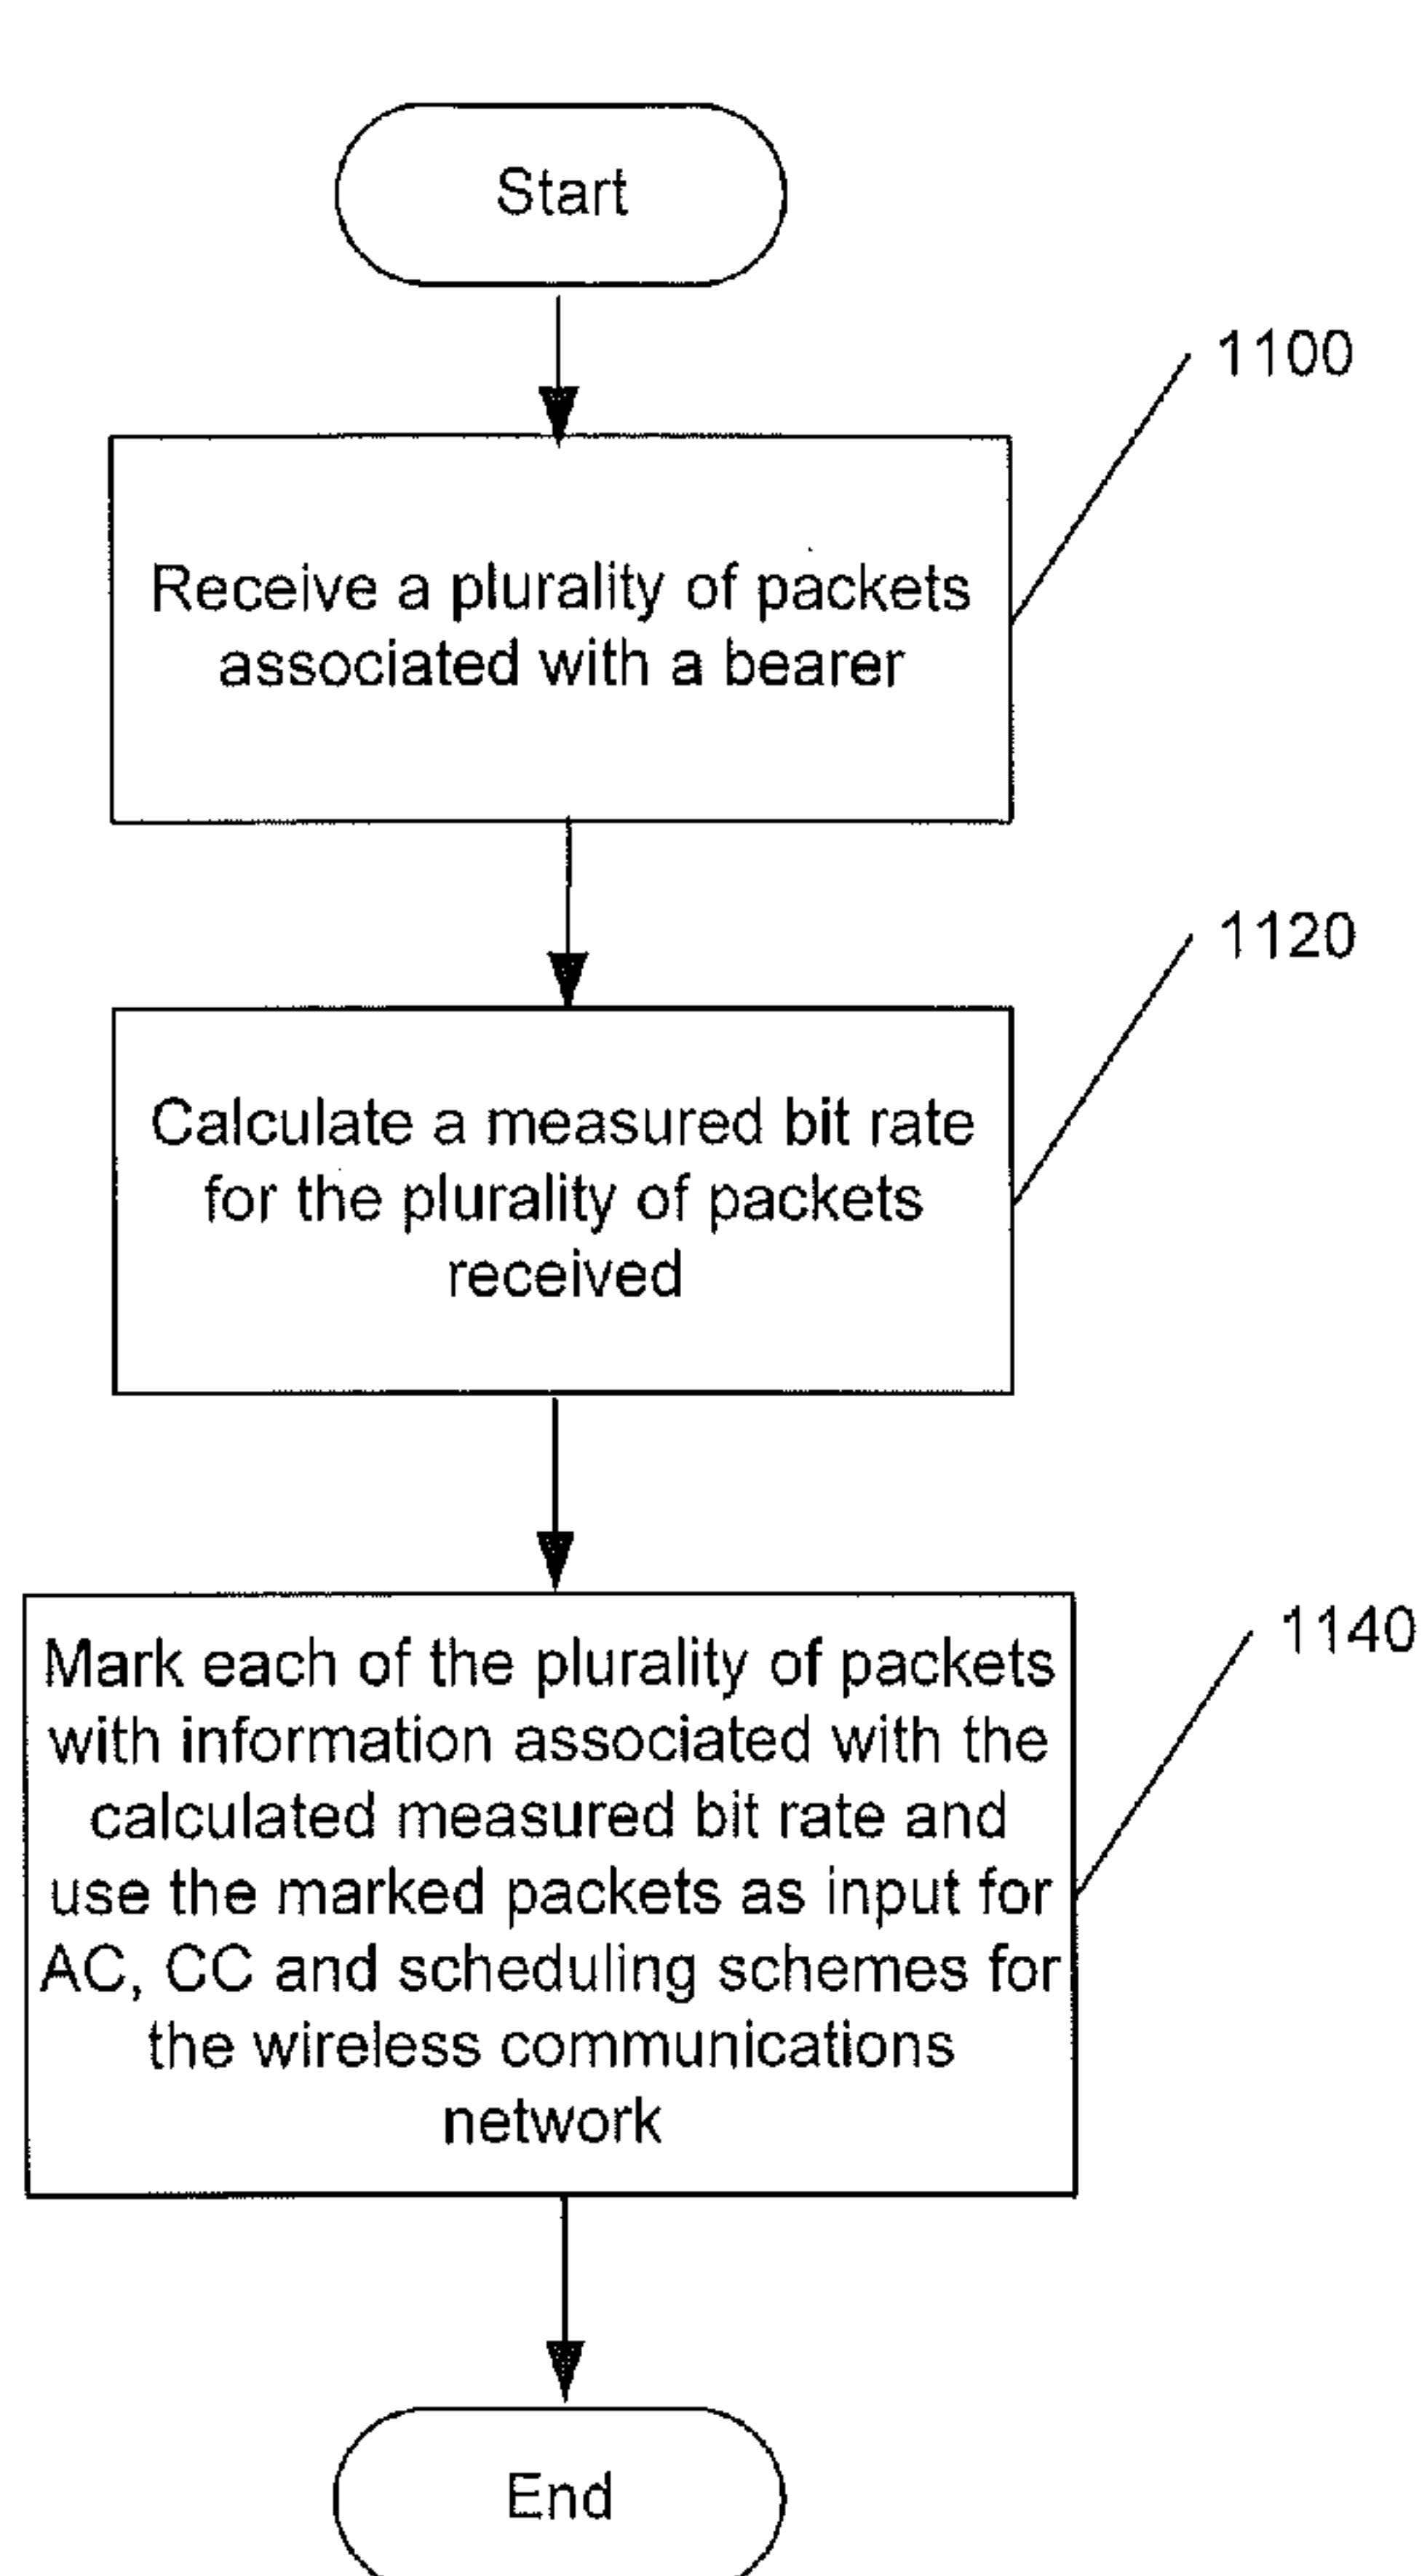 Start
1100
Receive a plurality of packets
associated with a bearer
1120
Calculate a measured bit rate
for the plurality of packets
received
1140
Mark each of the plurality of packets
with information associated with the
calculated measured bit rate and
use the marked packets as input for
AC, CC and scheduling schemes for
the wireless communications
network
End